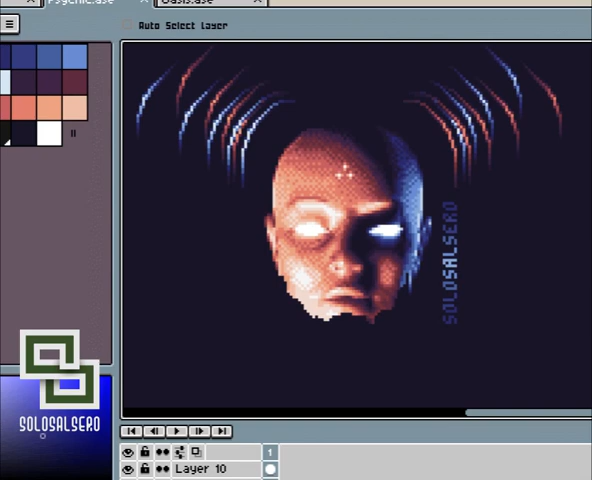 Psychic.ase
Oasis.ase
Auto Select Layer
SOLOSALSERO
SOLOSALSERO
1
Layer 10